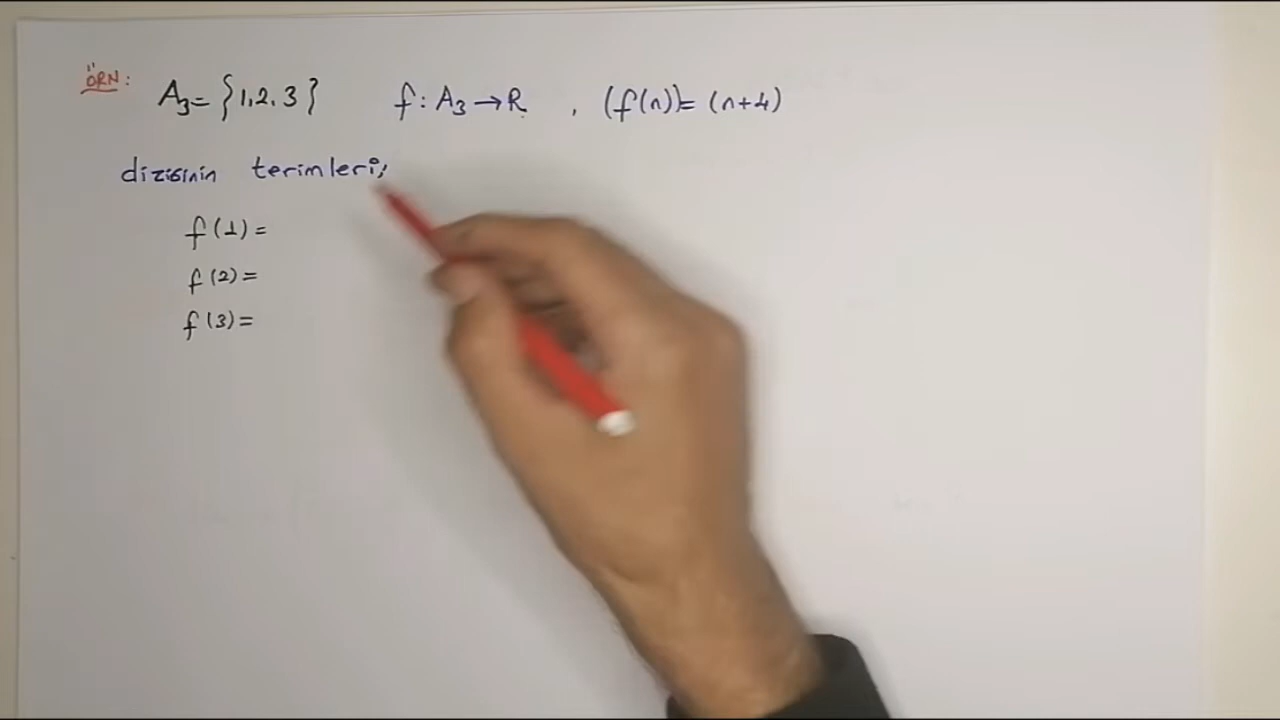 ÖRN: A₃= {1,2,3} f: A₃→R , (f(n))= (n+4)
dizisinin terimleri;
f(1)=
f(2)=
f(3)=